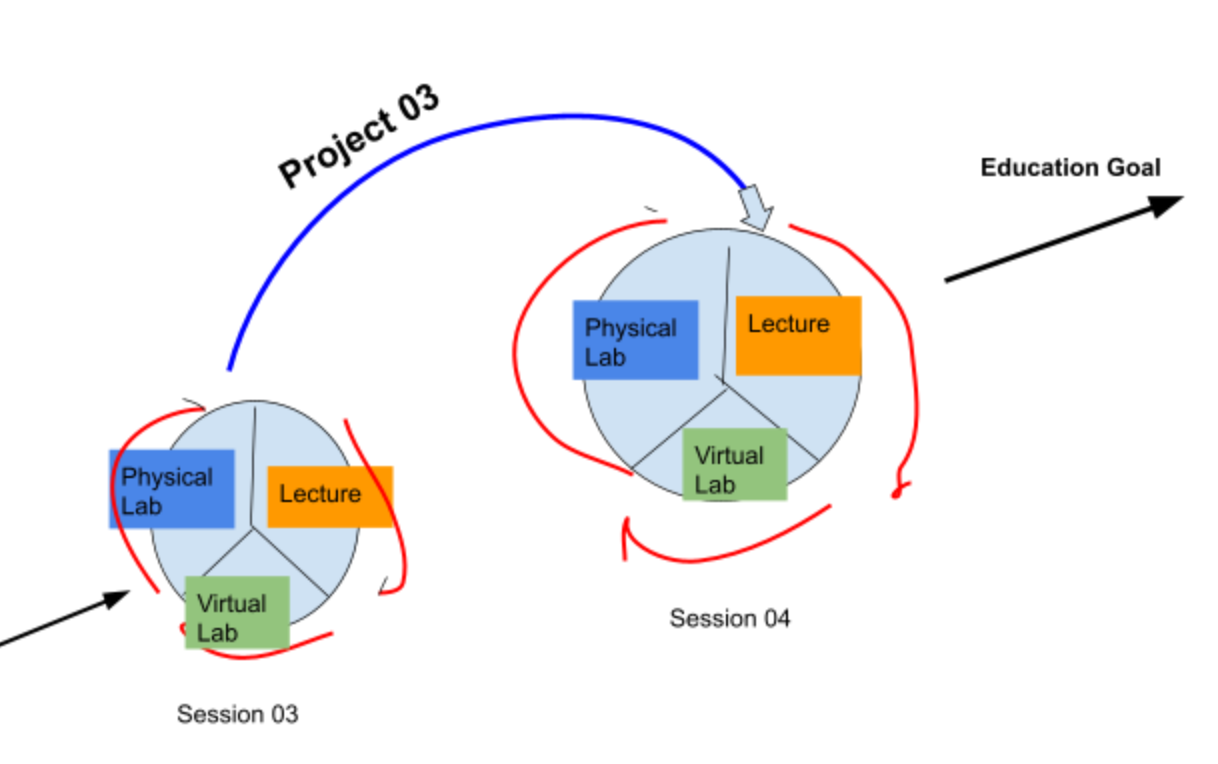 Project 03
Education Goal
Physical
Lab
Lecture
Virtual
Lab
Session 04
Physical
Lab
Lecture
Virtual
Lab
Session 03